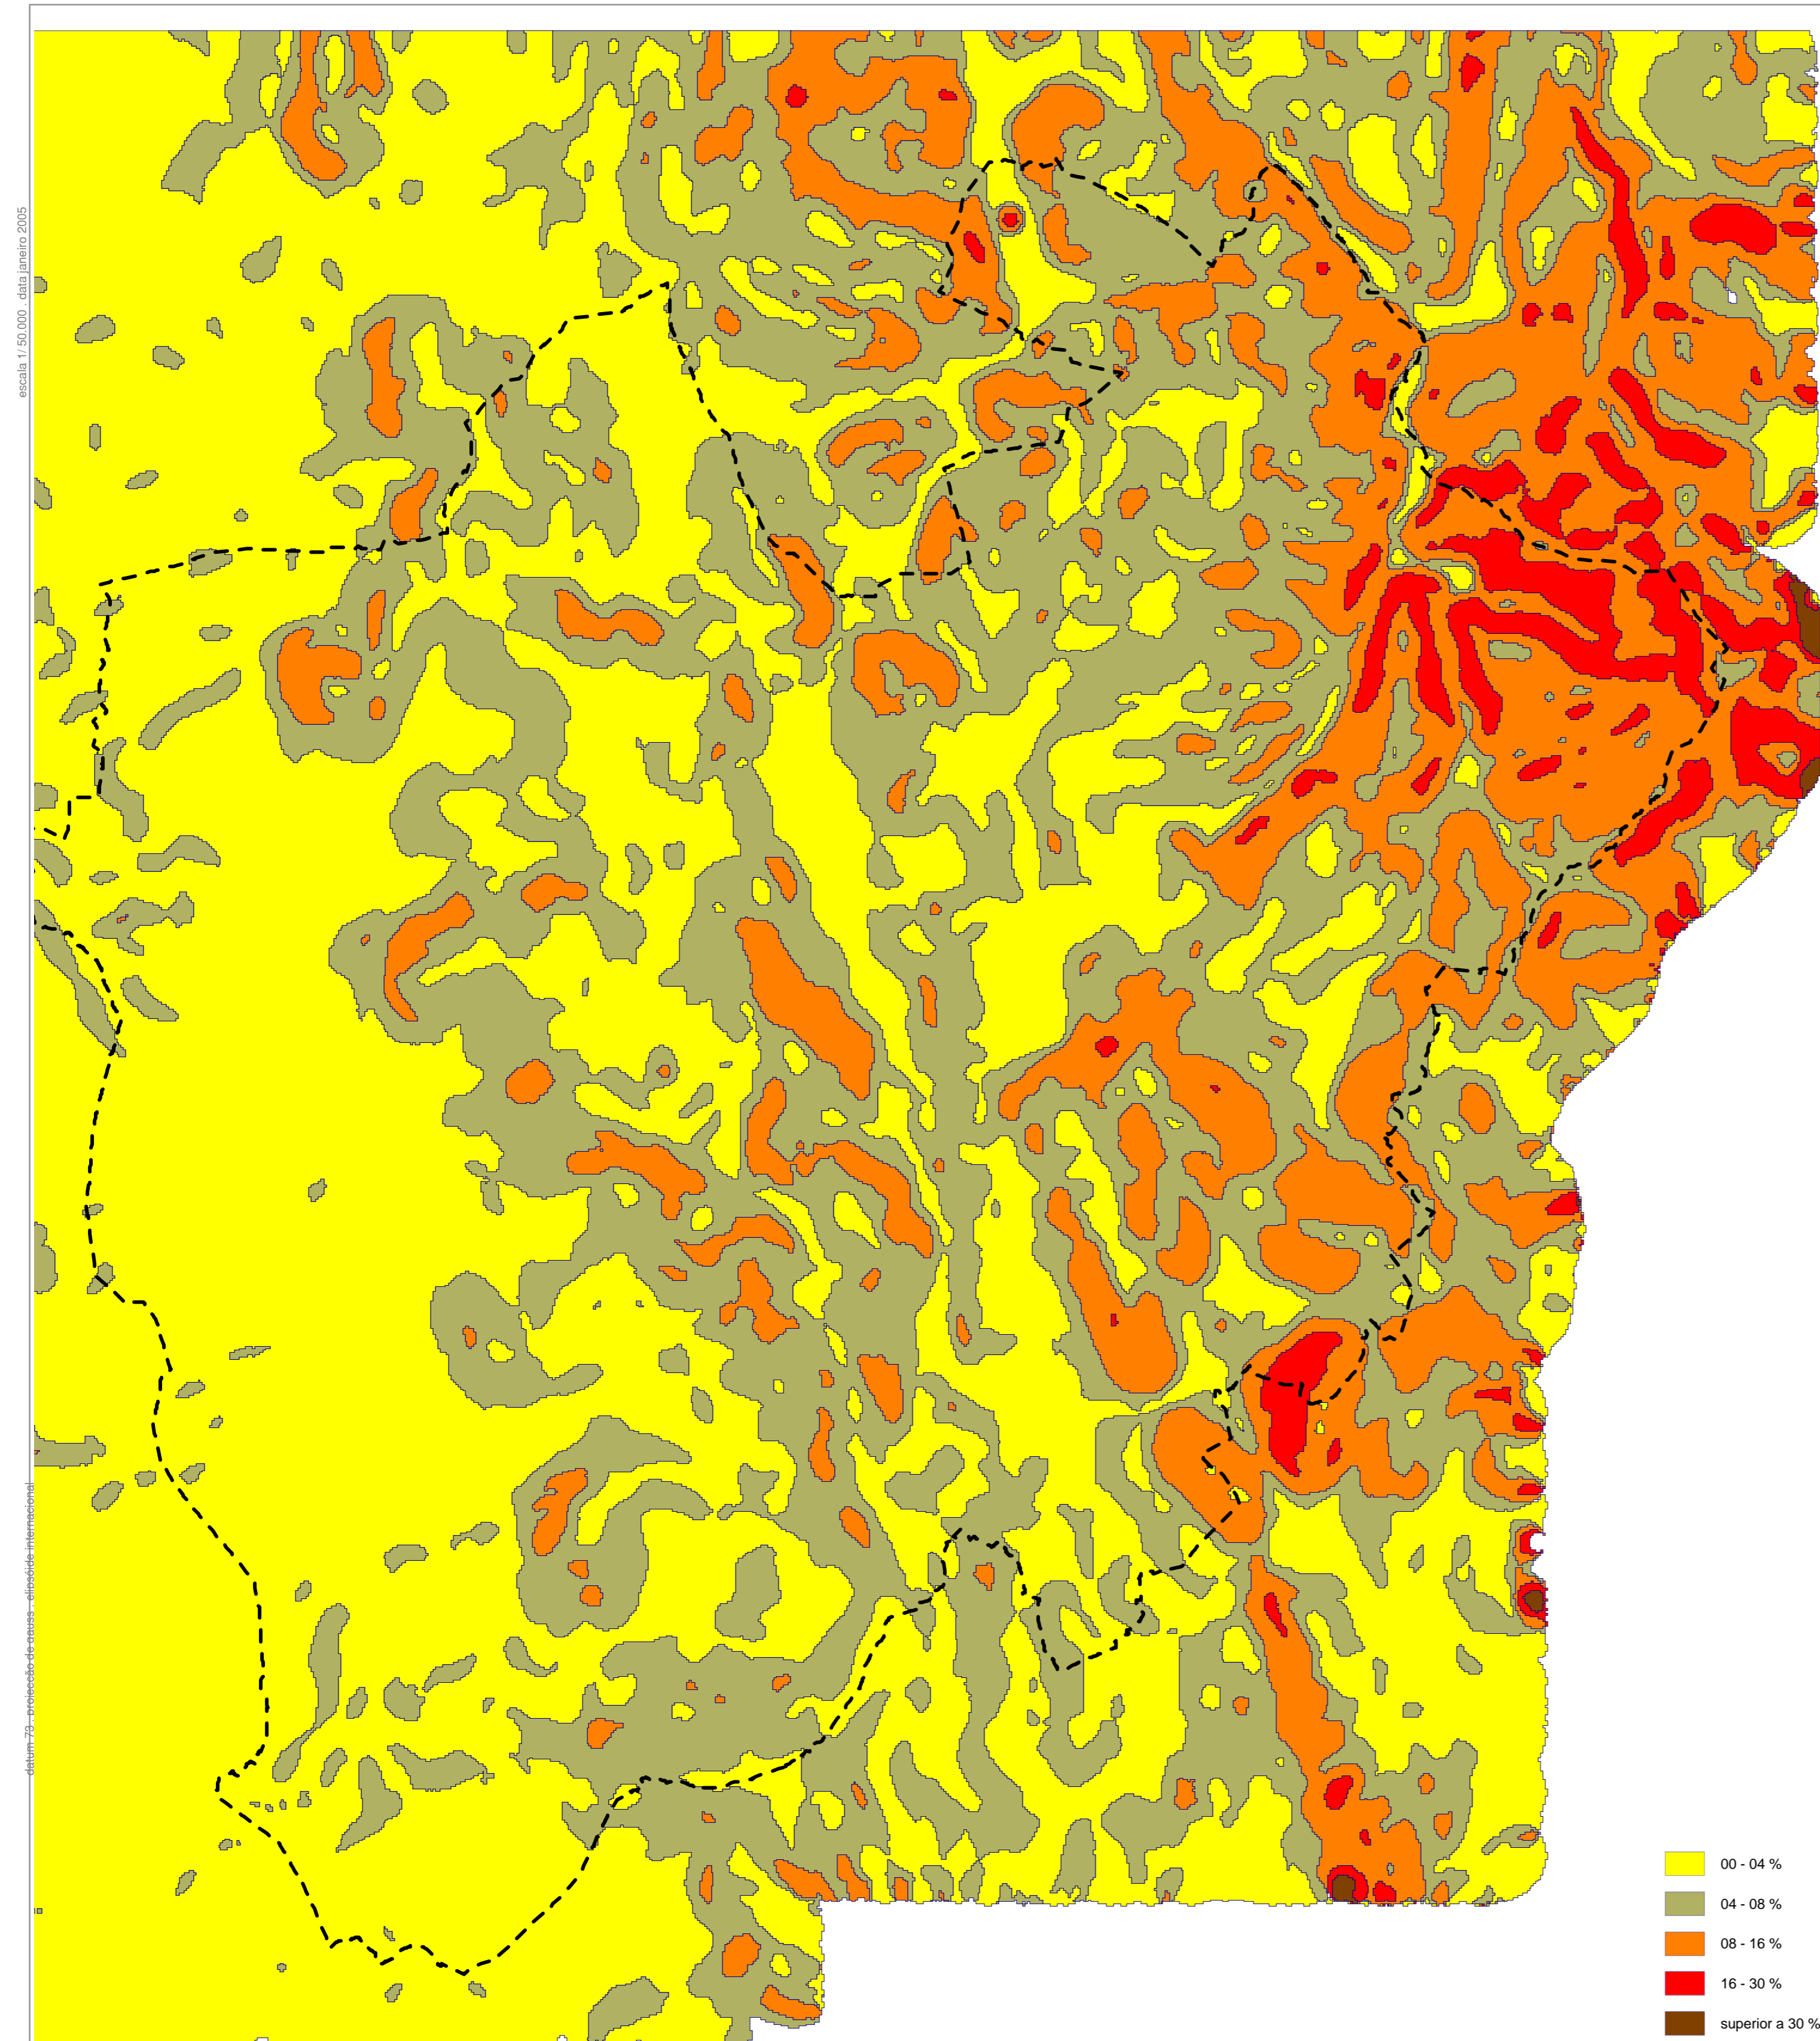 escala 1/ 50.000 . data janeiro 2005
datum 73 . projecção de gauss . elipsóide internacional
00 - 04 %
04 - 08 %
08 - 16 %
16 - 30 %
superior a 30 %